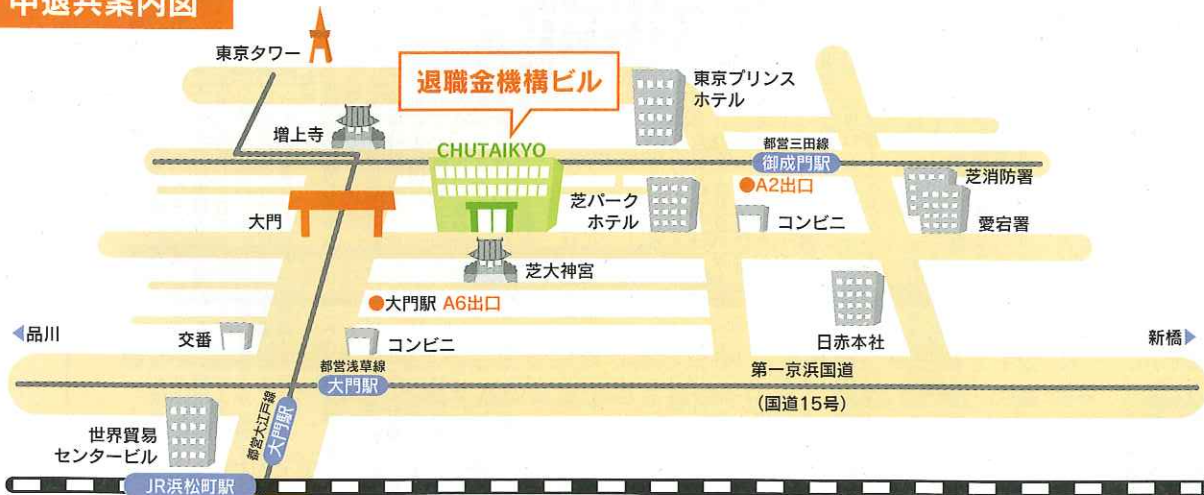 中退共案内図
東京タワー
退職金機構ビル
東京プリンス
ホテル
増上寺
CHUTAIKYO
都営三田線
御成門駅
●A2出口
芝消防署
大門
芝パーク
ホテル
コンビニ
愛宕署
芝大神宮
●大門駅 A6出口
◀品川
交番
コンビニ
日赤本社
新橋▶
都営浅草線
大門駅
第一京浜国道
(国道15号)
都営大江戸線
大門駅
世界貿易
センタービル
JR浜松町駅